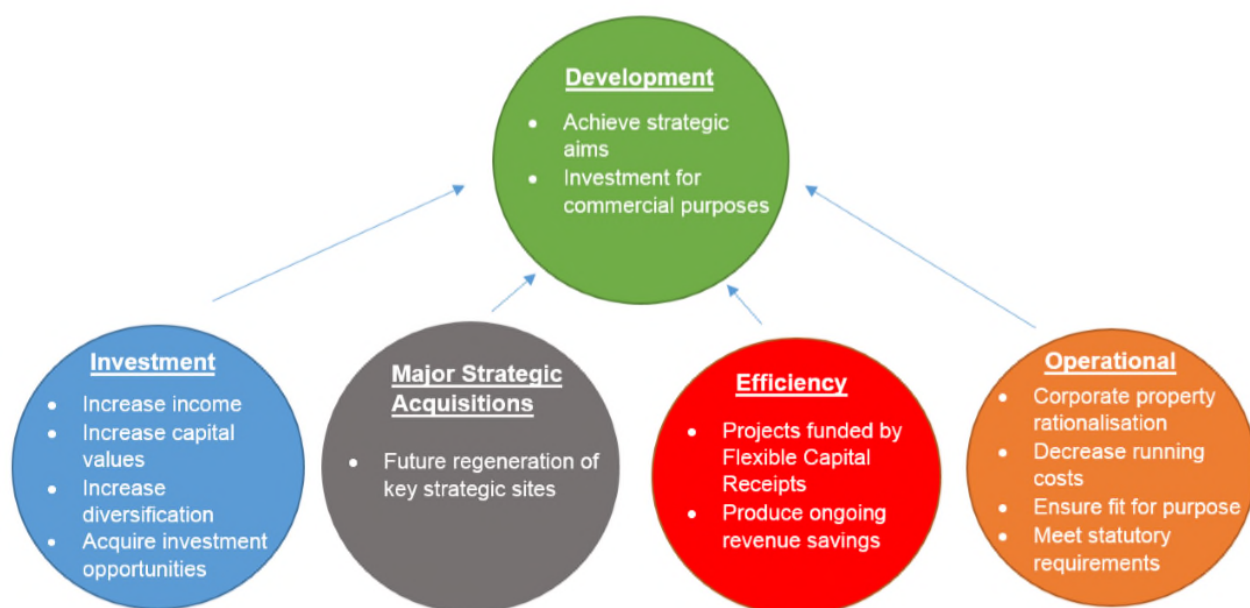 Development
• Achieve strategic
aims
• Investment for
commercial purposes
Investment
• Increase income
• Increase capital
values
• Increase
diversification
• Acquire investment
opportunities
Major Strategic
Acquisitions
• Future regeneration of
key strategic sites
Efficiency
• Projects funded by
Flexible Capital
Receipts
• Produce ongoing
revenue savings
Operational
• Corporate property
rationalisation
• Decrease running
costs
• Ensure fit for purpose
• Meet statutory
requirements